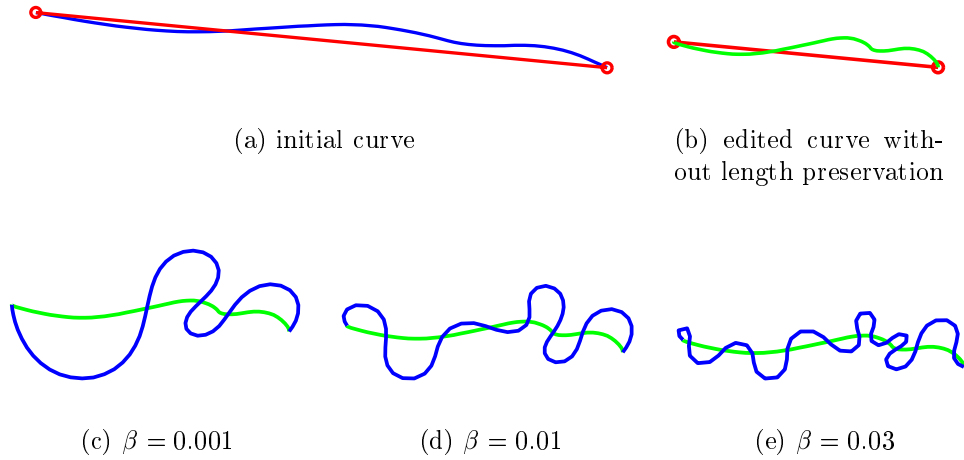 (a) initial curve
(b) edited curve with-
out length preservation
(c) β = 0.001
(d) β = 0.01
(e) β = 0.03